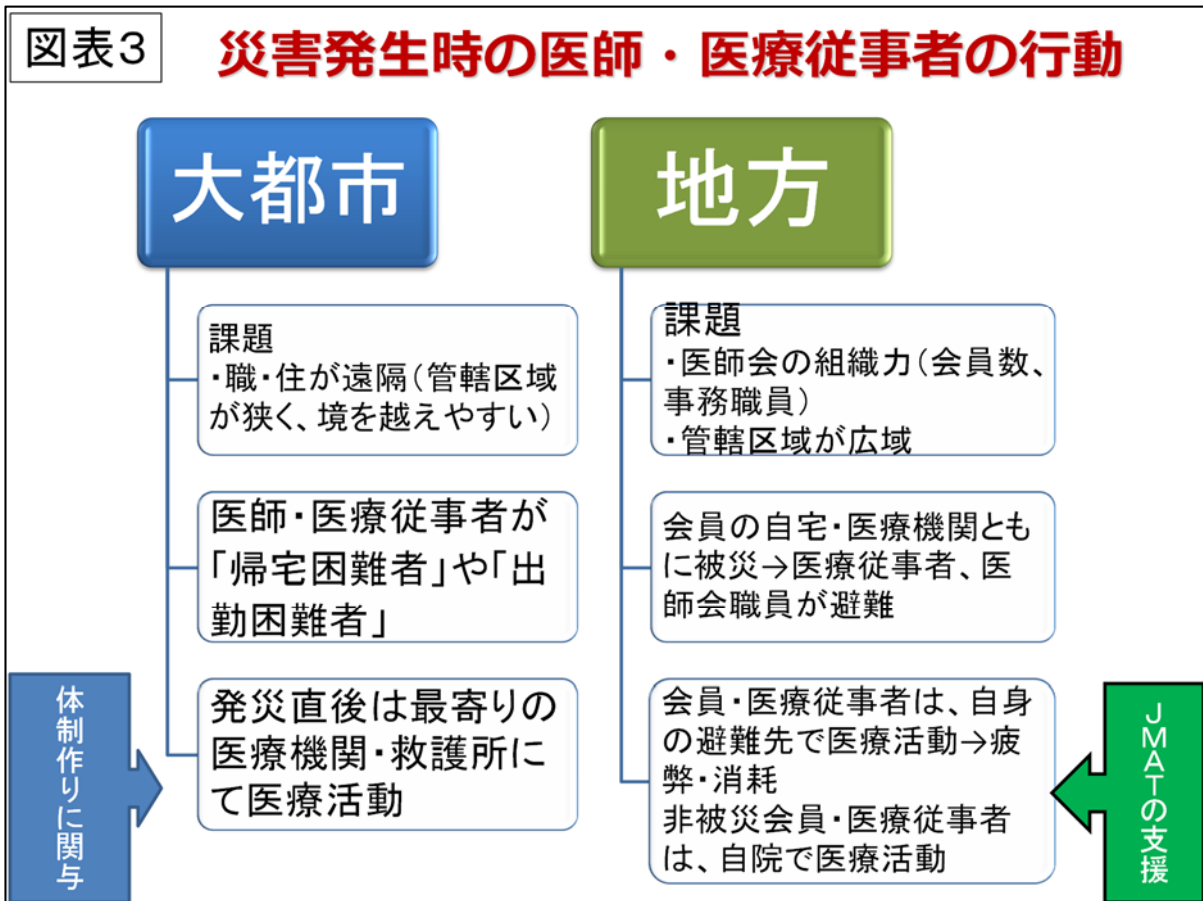 図表3
災害発生時の医師・医療従事者の行動
大都市
課題
・職・住が遠隔(管轄区域
が狭く、境を越えやすい)
医師・医療従事者が
「帰宅困難者」や「出
勤困難者」
発災直後は最寄りの
医療機関・救護所に
て医療活動
体制作りに関与
地方
課題
・医師会の組織力(会員数、
事務職員)
・管轄区域が広域
会員の自宅・医療機関とも
に被災→医療従事者、医
師会職員が避難
会員・医療従事者は、自身
の避難先で医療活動→疲
弊・消耗
非被災会員・医療従事者
は、自院で医療活動
JMATの支援